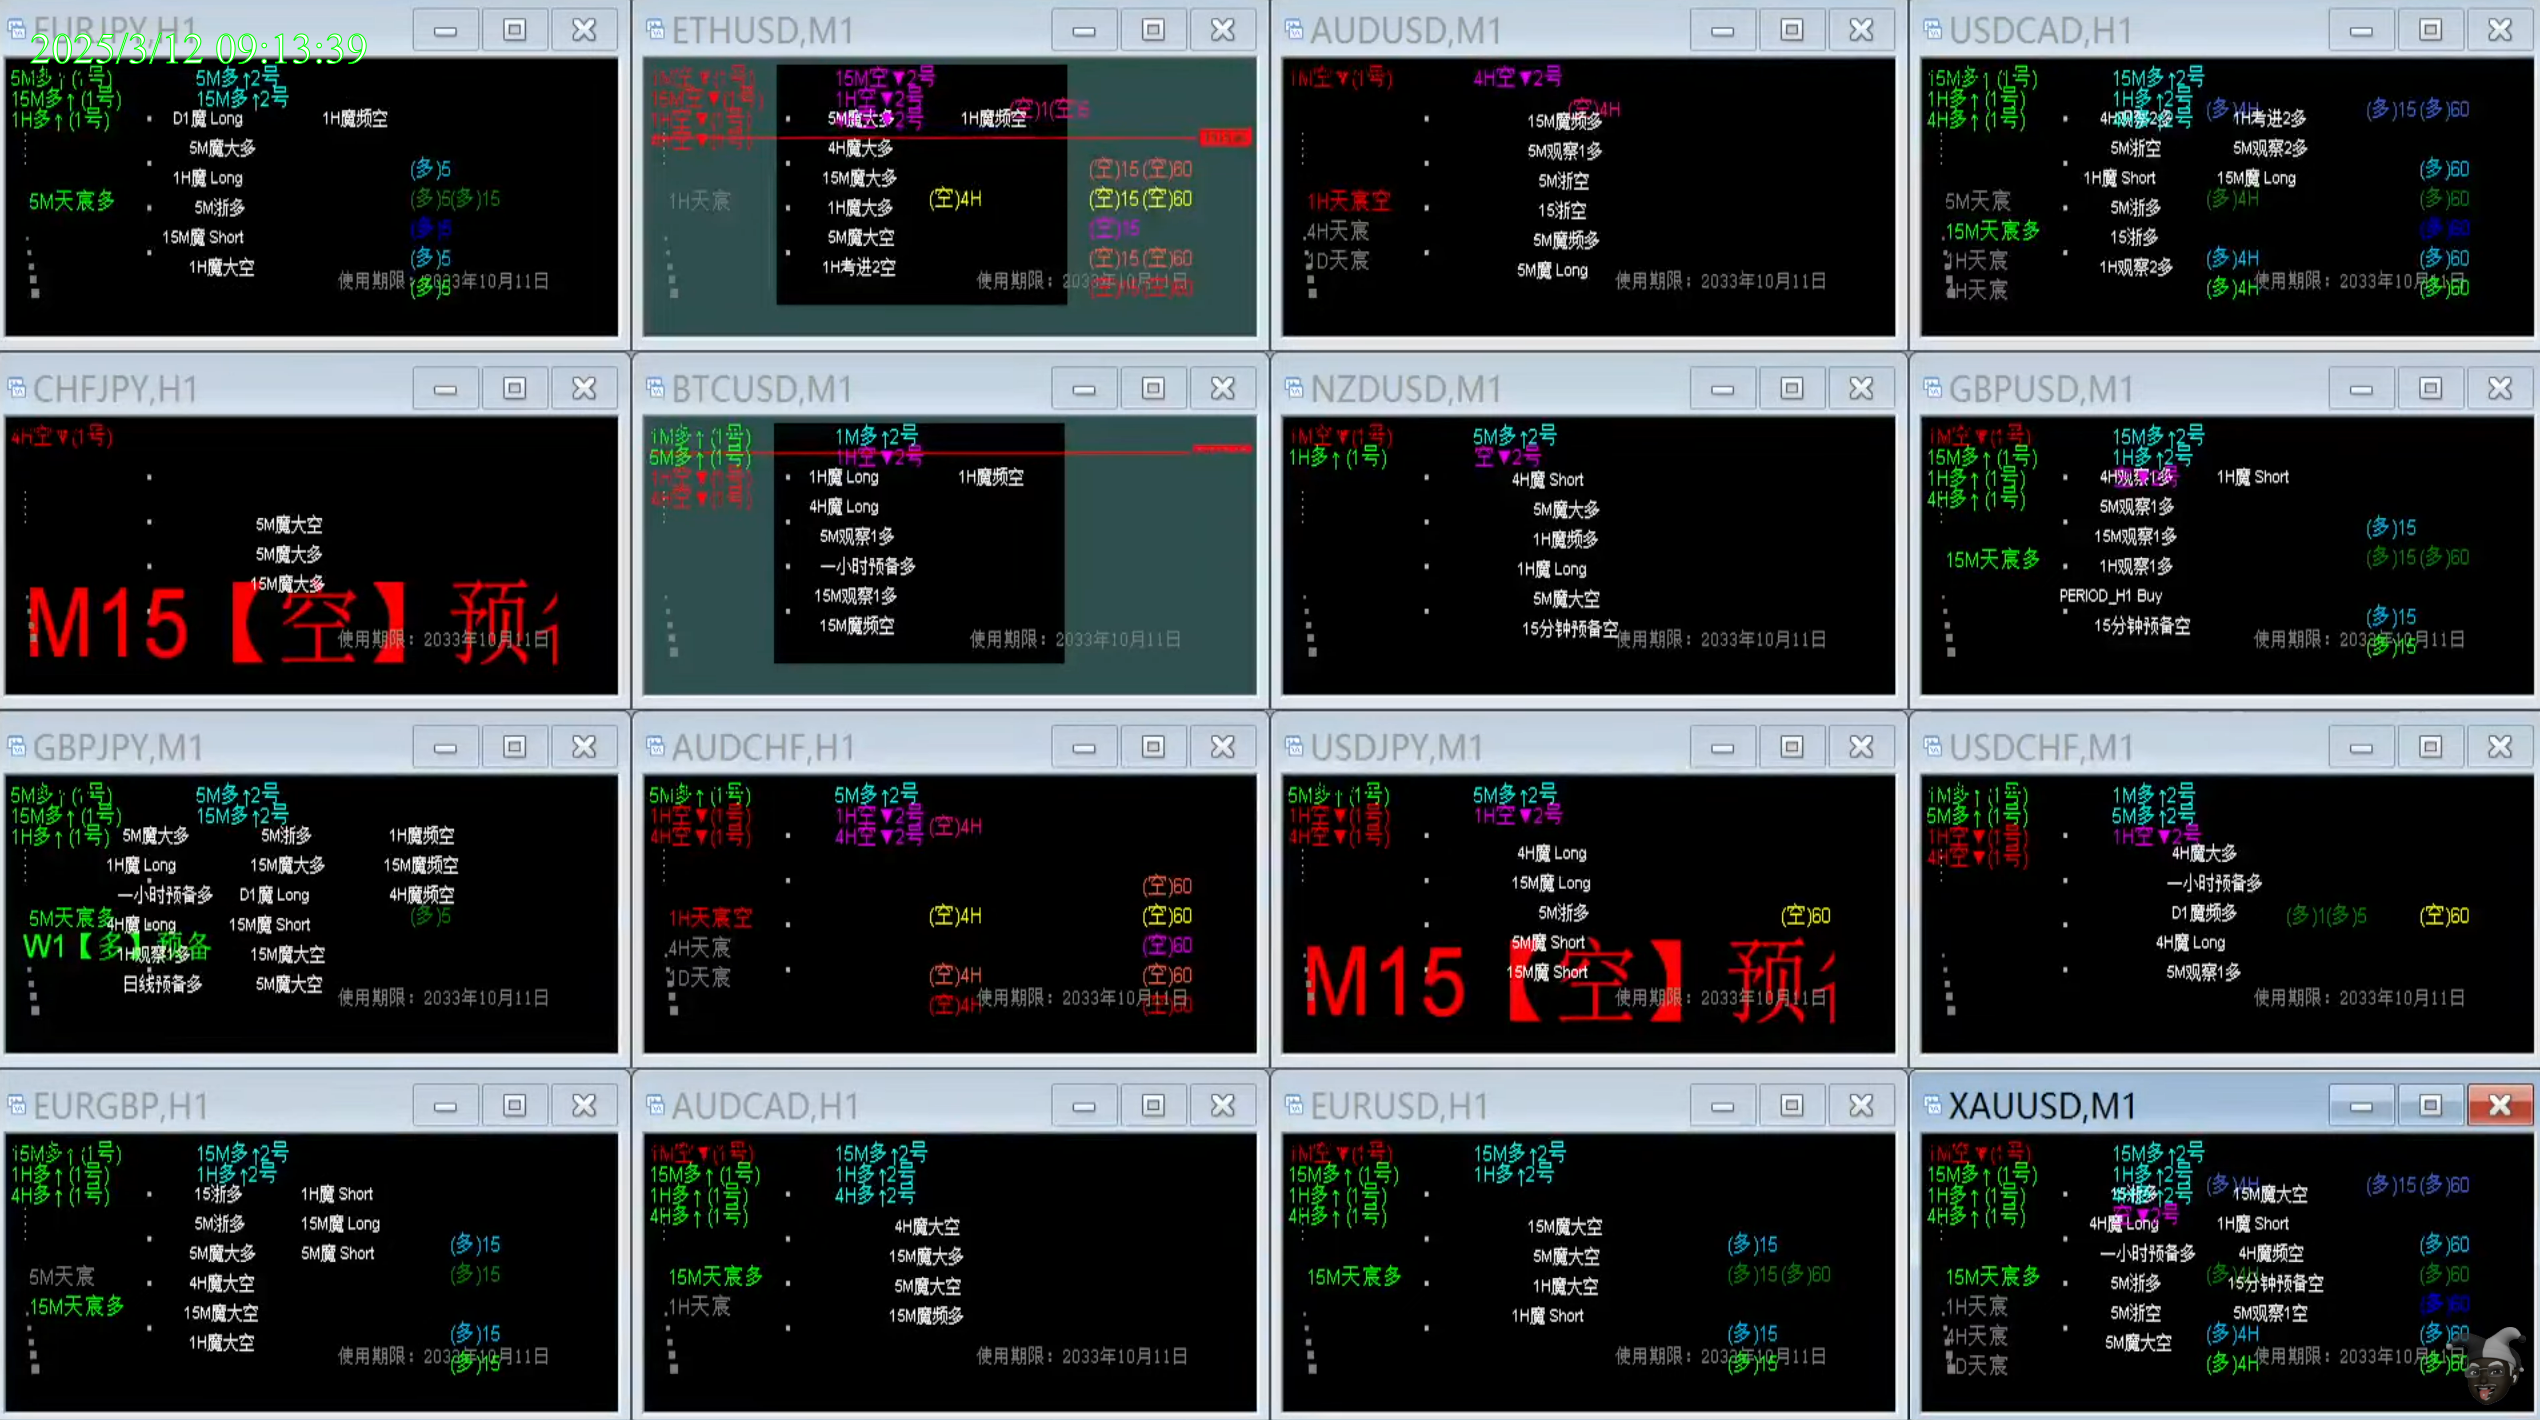 EURJPY,H1
2025/3/12 09:13:39
5M多↑(1号) 5M多↑2号
15M多↑(1号) 15M多↑2号
1H多↑(1号) D1魔 Long 1H魔频空
5M魔大多
(多)5
1H魔 Long
5M天宸多 (多)5(多)15
5M浙多
(多)5
15M魔 Short
(多)5
1H魔大空
使用期限：2033年10月11日
(多)5
ETHUSD,M1
1M空▼(1号) 15M空▼2号
15M空▼(1号) 1H空▼2号
1H空▼(1号) 5M魔大多 1H魔频空
4H空▼(1号)
4H魔大多
(空)15(空)60
15M魔大多
1H天宸 (空)4H (空)15(空)60
1H魔大多
(空)15
5M魔大空
(空)15(空)60
1H考进2空
使用期限：2033年10月11日
AUDUSD,M1
1M空▼(1号) 4H空▼2号
(空)4H
15M魔频多
5M观察1多
5M浙空
1H天宸空
15浙空
4H天宸
5M魔频多
1D天宸
5M魔 Long
使用期限：2033年10月11日
USDCAD,H1
15M多↑(1号) 15M多↑2号
1H多↑(1号) 1H多↑2号
(多)4H (多)15(多)60
4H多↑(1号) 4H观察2多 1H考进2多
5M浙空 5M观察2多
(多)60
1H魔 Short 15M魔 Long
5M天宸 (多)4H (多)60
5M浙多
15M天宸多 (多)60
15浙多
1H天宸 (多)4H (多)60
1H观察2多
使用期限：2033年10月11日
4H天宸 (多)4H (多)60
CHFJPY,H1
4H空▼(1号)
5M魔大空
5M魔大多
15M魔大多
M15【空】预
使用期限：2033年10月11日
BTCUSD,M1
1M多↑(1号) 1M多↑2号
5M多↑(1号) 1H空▼2号
1H空▼(1号) 1H魔 Long 1H魔频空
4H空▼(1号)
4H魔 Long
5M观察1多
一小时预备多
15M观察1多
15M魔频空
使用期限：2033年10月11日
NZDUSD,M1
1M空▼(1号) 5M多↑2号
1H多↑(1号) 空▼2号
4H魔 Short
5M魔大多
1H魔频多
1H魔 Long
5M魔大空
15分钟预备空
使用期限：2033年10月11日
GBPUSD,M1
1M空▼(1号) 15M多↑2号
15M多↑(1号) 1H多↑2号
1H多↑(1号) 4H观察1多 1H魔 Short
4H多↑(1号)
5M观察1多
(多)15
15M观察1多
15M天宸多 (多)15(多)60
1H观察1多
PERIOD_H1 Buy
(多)15
15分钟预备空
使用期限：2033年10月11日
(多)15
GBPJPY,M1
5M多↑(1号) 5M多↑2号
15M多↑(1号) 15M多↑2号
1H多↑(1号) 5M魔大多 5M浙多 1H魔频空
1H魔 Long 15M魔大多 15M魔频空
一小时预备多 D1魔 Long 4H魔频空
5M天宸多 (多)5
4H魔 Long 15M魔 Short
W1【多】预备
1H观察1多 15M魔大空
日线预备多 5M魔大空
使用期限：2033年10月11日
AUDCHF,H1
5M多↑(1号) 5M多↑2号
1H空▼(1号) 1H空▼2号
(空)4H
4H空▼(1号) 4H空▼2号
(空)60
1H天宸空 (空)4H (空)60
4H天宸 (空)60
1D天宸 (空)4H (空)60
使用期限：2033年10月11日
(空)4H (空)60
USDJPY,M1
5M多↑(1号) 5M多↑2号
1H空▼(1号) 1H空▼2号
4H空▼(1号)
4H魔 Long
15M魔 Long
5M浙多 (空)60
5M魔 Short
15M魔 Short
M15【空】预
使用期限：2033年10月11日
USDCHF,M1
1M多↑(1号) 1M多↑2号
5M多↑(1号) 5M多↑2号
1H空▼(1号) 1H空▼2号
4H空▼(1号) 4H魔大多
一小时预备多
D1魔频多 (多)1(多)5 (空)60
4H魔 Long
5M观察1多
使用期限：2033年10月11日
EURGBP,H1
15M多↑(1号) 15M多↑2号
1H多↑(1号) 1H多↑2号
4H多↑(1号) 15浙多 1H魔 Short
5M浙多 15M魔 Long
(多)15
5M魔大多 5M魔 Short
5M天宸 (多)15
4H魔大空
15M天宸多 15M魔大空
(多)15
1H魔大空
使用期限：2033年10月11日
(多)15
AUDCAD,H1
1M空▼(1号) 15M多↑2号
15M多↑(1号) 1H多↑2号
1H多↑(1号) 4H多↑2号
4H多↑(1号)
4H魔大空
15M魔大多
15M天宸多
5M魔大空
1H天宸
15M魔频多
使用期限：2033年10月11日
EURUSD,H1
1M空▼(1号) 15M多↑2号
15M多↑(1号) 1H多↑2号
1H多↑(1号)
4H多↑(1号)
15M魔大空
(多)15
5M魔大空
15M天宸多 (多)15(多)60
1H魔大空
1H魔 Short
(多)15
使用期限：2033年10月11日
(多)15
XAUUSD,M1
1M空▼(1号) 15M多↑2号
15M多↑(1号) 1H多↑2号
(多)4H (多)15(多)60
1H多↑(1号) 15浙多 15M魔大空
4H多↑(1号) 空▼2号
4H魔 Long 1H魔 Short
(多)60
一小时预备多 4H魔频空
15M天宸多 (多)4H (多)60
5M浙多 15分钟预备空
1H天宸 (多)60
5M浙空 5M观察1空
4H天宸 (多)4H (多)60
5M魔大空
使用期限：2033年10月11日
1D天宸 (多)4H (多)60